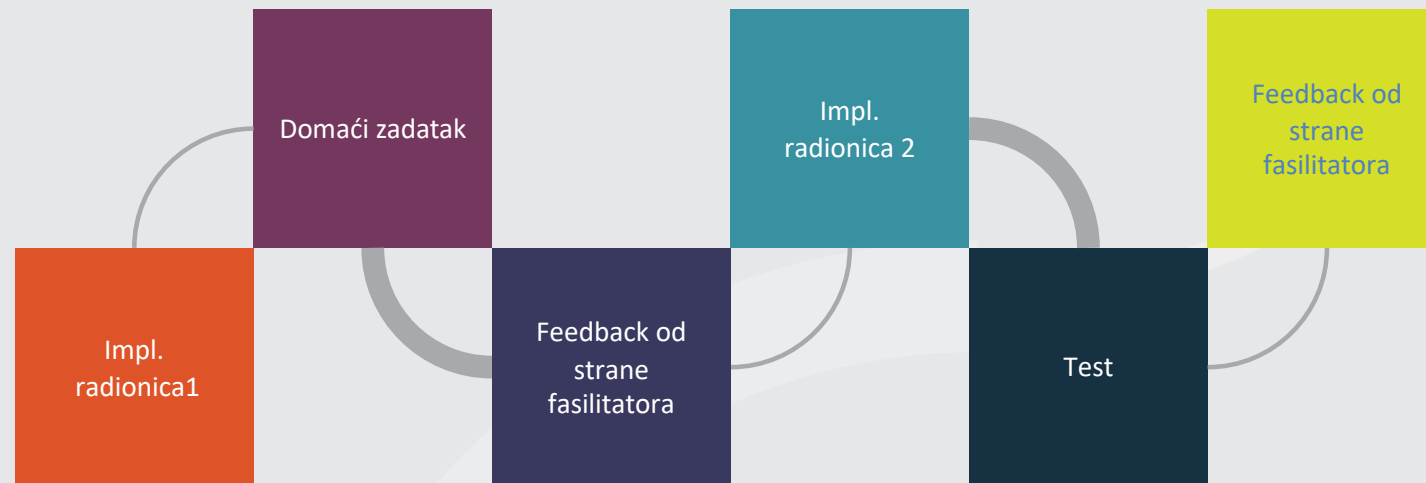 Impl.
radionica1
Domaći zadatak
Feedback od
strane
fasilitatora
Impl.
radionica 2
Test
Feedback od
strane
fasilitatora